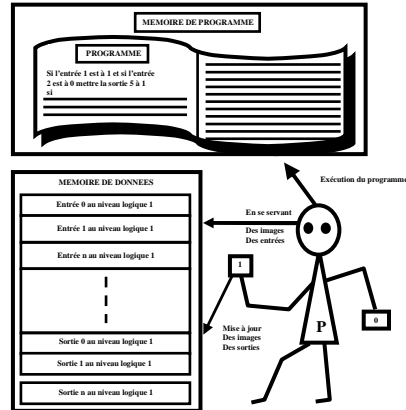 MEMOIRE DE PROGRAMME
PROGRAMME
Si l'entrée 1 est à 1 et si l'entrée
2 est à 0 mettre la sortie 5 à 1
si
Exécution du programme
MEMOIRE DE DONNEES
Entrée 0 au niveau logique 1
Entrée 1 au niveau logique 1
Entrée n au niveau logique 1
Sortie 0 au niveau logique 1
Sortie 1 au niveau logique 1
Sortie n au niveau logique 1
En se servant
Des images
Des entrées
1
Mise à jour
Des images
Des sorties
P
0